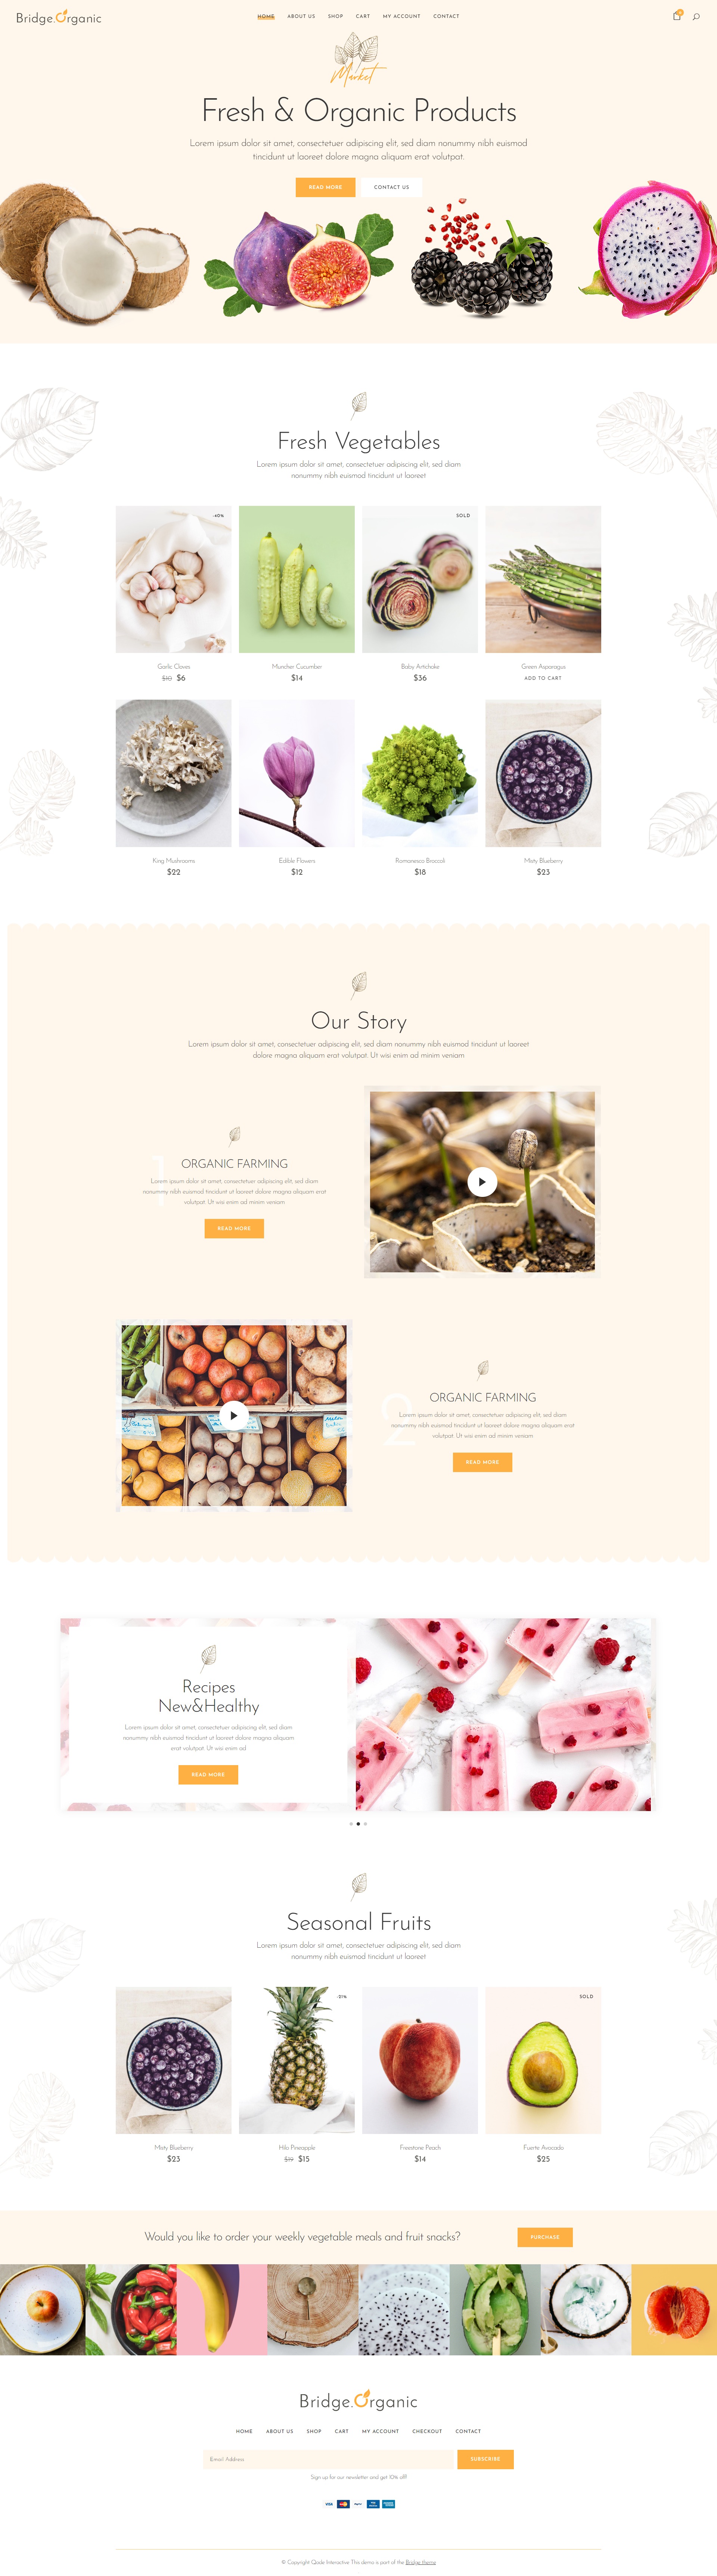 Bridge.Organic
HOME ABOUT US SHOP CART MY ACCOUNT CONTACT
Market
Fresh & Organic Products
Lorem ipsum dolor sit amet, consectetuer adipiscing elit, sed diam nonummy nibh euismod
tincidunt ut laoreet dolore magna aliquam erat volutpat.
READ MORE CONTACT US
Fresh Vegetables
Lorem ipsum dolor sit amet, consectetuer adipiscing elit, sed diam
nonummy nibh euismod tincidunt ut laoreet
-40%
SOLD
Garlic Cloves
$10 $6
Muncher Cucumber
$14
Baby Artichoke
$36
Green Asparagus
ADD TO CART
King Mushrooms
$22
Edible Flowers
$12
Romanesco Broccoli
$18
Misty Blueberry
$23
Our Story
Lorem ipsum dolor sit amet, consectetuer adipiscing elit, sed diam nonummy nibh euismod tincidunt ut laoreet
dolore magna aliquam erat volutpat. Ut wisi enim ad minim veniam.
1
ORGANIC FARMING
Lorem ipsum dolor sit amet, consectetuer adipiscing elit, sed diam
nonummy nibh euismod tincidunt ut laoreet dolore magna aliquam erat
volutpat. Ut wisi enim ad minim veniam
READ MORE
2
ORGANIC FARMING
Lorem ipsum dolor sit amet, consectetuer adipiscing elit, sed diam
nonummy nibh euismod tincidunt ut laoreet dolore magna aliquam erat
volutpat. Ut wisi enim ad minim veniam
READ MORE
Recipes
New&Healthy
Lorem ipsum dolor sit amet, consectetuer adipiscing elit, sed diam
nonummy nibh euismod tincidunt ut laoreet dolore magna aliquam
erat volutpat. Ut wisi enim ad
READ MORE
Seasonal Fruits
Lorem ipsum dolor sit amet, consectetuer adipiscing elit, sed diam
nonummy nibh euismod tincidunt ut laoreet
-21%
SOLD
Misty Blueberry
$23
Hilo Pineapple
$19 $15
Freestone Peach
$14
Fuerte Avocado
$25
Would you like to order your weekly vegetable meals and fruit snacks?
PURCHASE
Bridge.Organic
HOME ABOUT US SHOP CART MY ACCOUNT CHECKOUT CONTACT
Email Address
SUBSCRIBE
Sign up for our newsletter and get 10% off!
VISA PayPal
© Copyright Qode Interactive This demo is part of the Bridge theme